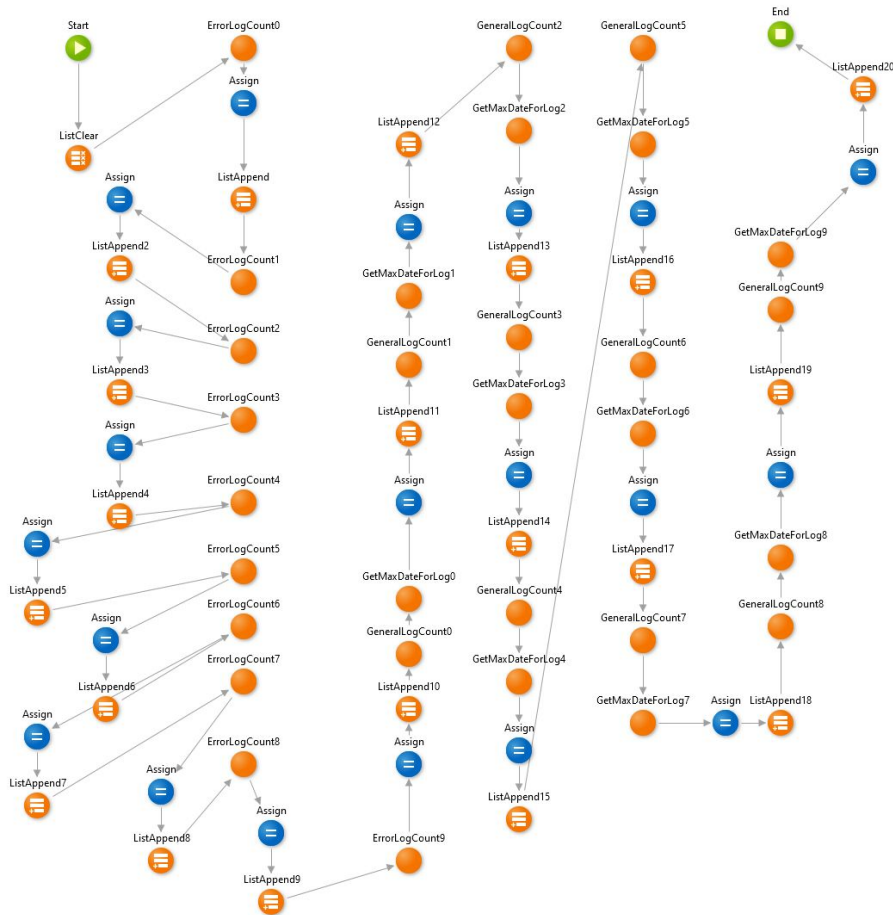 Start
ListClear
ErrorLogCount0
Assign
ListAppend
ErrorLogCount1
Assign
ListAppend2
ErrorLogCount2
Assign
ListAppend3
ErrorLogCount3
Assign
ListAppend4
ErrorLogCount4
Assign
ListAppend5
ErrorLogCount5
Assign
ListAppend6
ErrorLogCount6
Assign
ListAppend7
ErrorLogCount7
Assign
ListAppend8
ErrorLogCount8
Assign
ListAppend9
ErrorLogCount9
Assign
ListAppend10
GeneralLogCount0
GetMaxDateForLog0
Assign
ListAppend11
GeneralLogCount1
GetMaxDateForLog1
Assign
ListAppend12
GeneralLogCount2
GetMaxDateForLog2
Assign
ListAppend13
GeneralLogCount3
GetMaxDateForLog3
Assign
ListAppend14
GeneralLogCount4
GetMaxDateForLog4
Assign
ListAppend15
GeneralLogCount5
GetMaxDateForLog5
Assign
ListAppend16
GeneralLogCount6
GetMaxDateForLog6
Assign
ListAppend17
GeneralLogCount7
GetMaxDateForLog7
Assign
ListAppend18
GeneralLogCount8
GetMaxDateForLog8
Assign
ListAppend19
GeneralLogCount9
GetMaxDateForLog9
Assign
ListAppend20
End